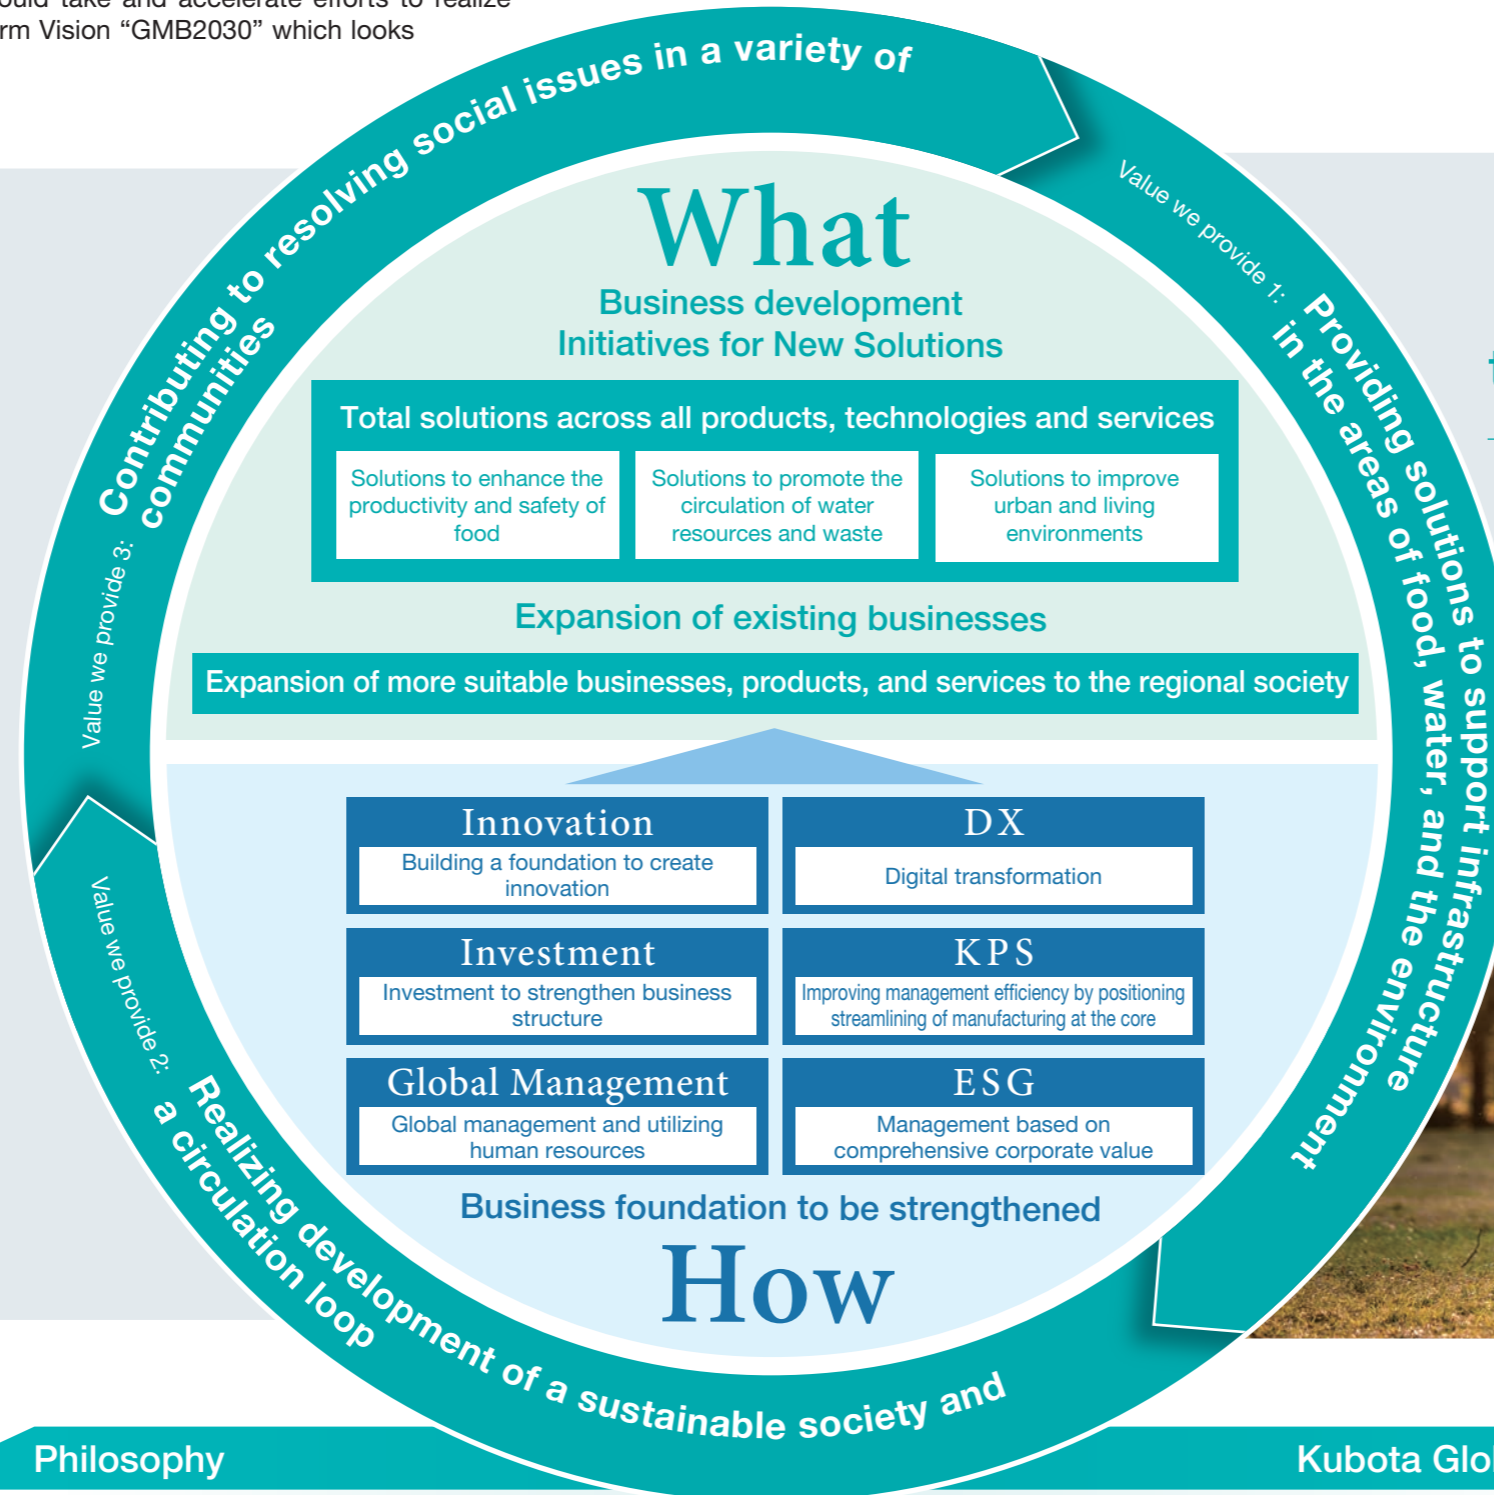 take and accelerate efforts to realize
Vision “GMB2030” which looks
Contributing to resolving social issues in a variety of
communities
Value we provide 3:
Value we provide 1:
Providing solutions to support infrastructure
in the areas of food, water, and the environment
What
Business development
Initiatives for New Solutions
Total solutions across all products, technologies and services
Solutions to enhance the
productivity and safety of
food
Solutions to promote the
circulation of water
resources and waste
Solutions to improve
urban and living
environments
Expansion of existing businesses
Expansion of more suitable businesses, products, and services to the regional society
Innovation
Building a foundation to create
innovation
DX
Digital transformation
Investment
Investment to strengthen business
structure
KPS
Improving management efficiency by positioning
streamlining of manufacturing at the core
Global Management
Global management and utilizing
human resources
ESG
Management based on
comprehensive corporate value
Business foundation to be strengthened
How
Value we provide 2:
Realizing development of a sustainable society and
a circulation loop
Philosophy
Kubota